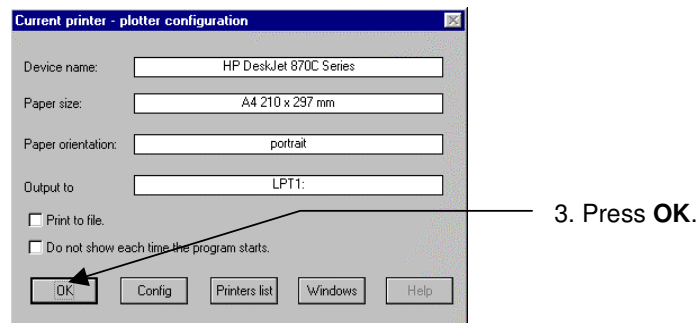 Current printer - plotter configuration
Device name: HP DeskJet 870C Series
Paper size: A4 210 x 297 mm
Paper orientation: portrait
Output to LPT1:
Print to file.
3. Press OK.
Do not show each time the program starts.
OK Config Printers list Windows Help